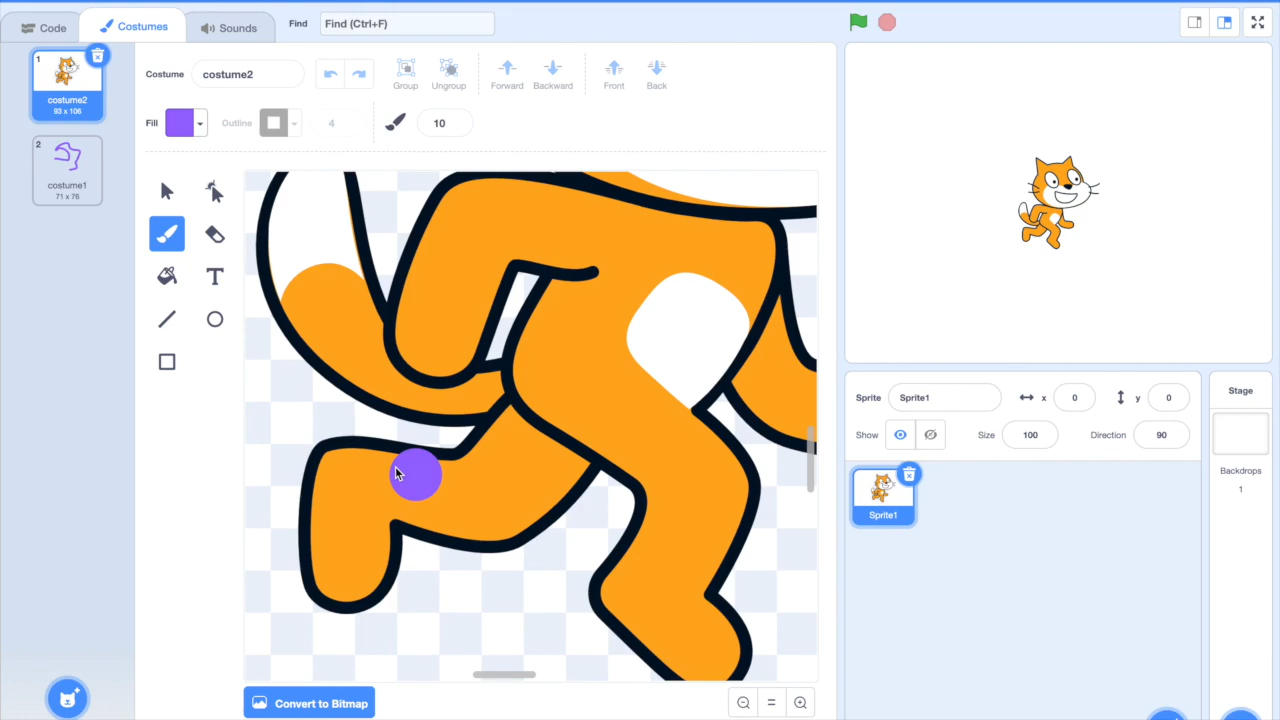 Code
Costumes
Sounds
Find
Find (Ctrl+F)
1
costume2
93 x 106
2
costume1
71 x 76
Costume
costume2
Group
Ungroup
Forward
Backward
Front
Back
Fill
Outline
4
10
T
Convert to Bitmap
Sprite
Sprite1
x
0
y
0
Show
Size
100
Direction
90
Sprite1
Stage
Backdrops
1